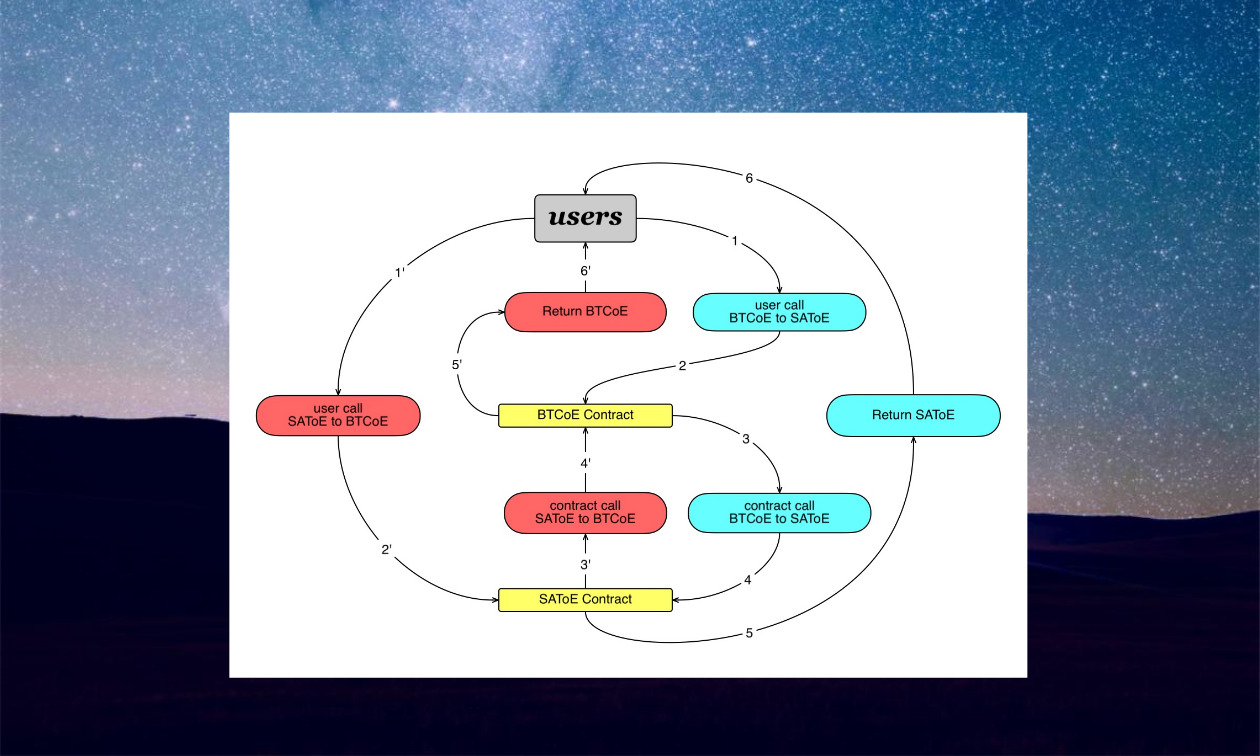 6
users
1
1'
6'
Return BTCoE
user call
BTCoE to SAToE
5'
2
user call
SAToE to BTCoE
BTCoE Contract
Return SAToE
3
4'
contract call
SAToE to BTCoE
contract call
BTCoE to SAToE
2'
3'
4
SAToE Contract
5